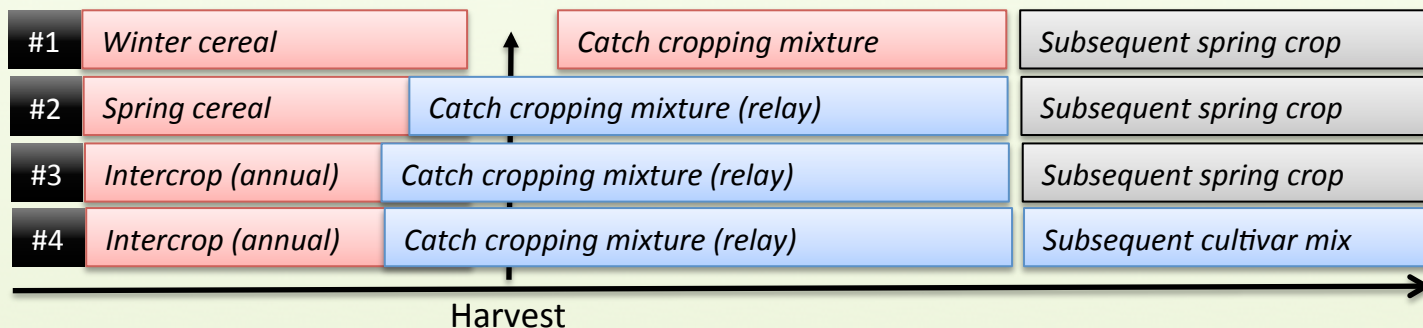 #1 Winter cereal Catch cropping mixture Subsequent spring crop
#2 Spring cereal Catch cropping mixture (relay) Subsequent spring crop
#3 Intercrop (annual) Catch cropping mixture (relay) Subsequent spring crop
#4 Intercrop (annual) Catch cropping mixture (relay) Subsequent cultivar mix
Harvest